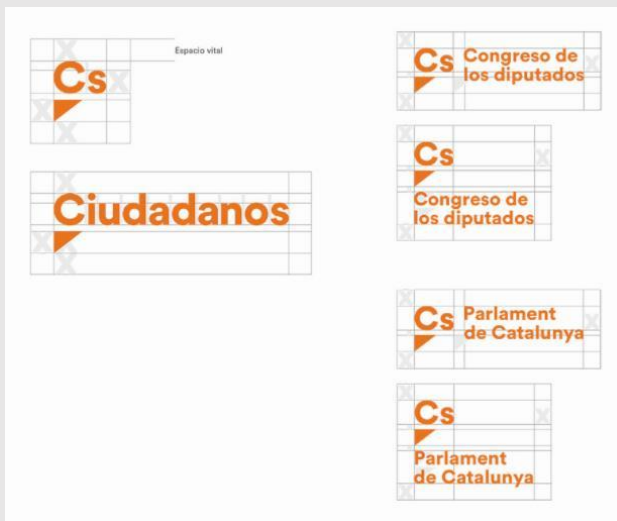 X
Espacio vital
Cs
X
X
X
X
Ciudadanos
X
X
X
Cs
Congreso de
los diputados
X
X
X
Cs
X
Congreso de
los diputados
X
X
Cs
Parlament
de Catalunya
X
X
X
Cs
X
Parlament
de Catalunya
X